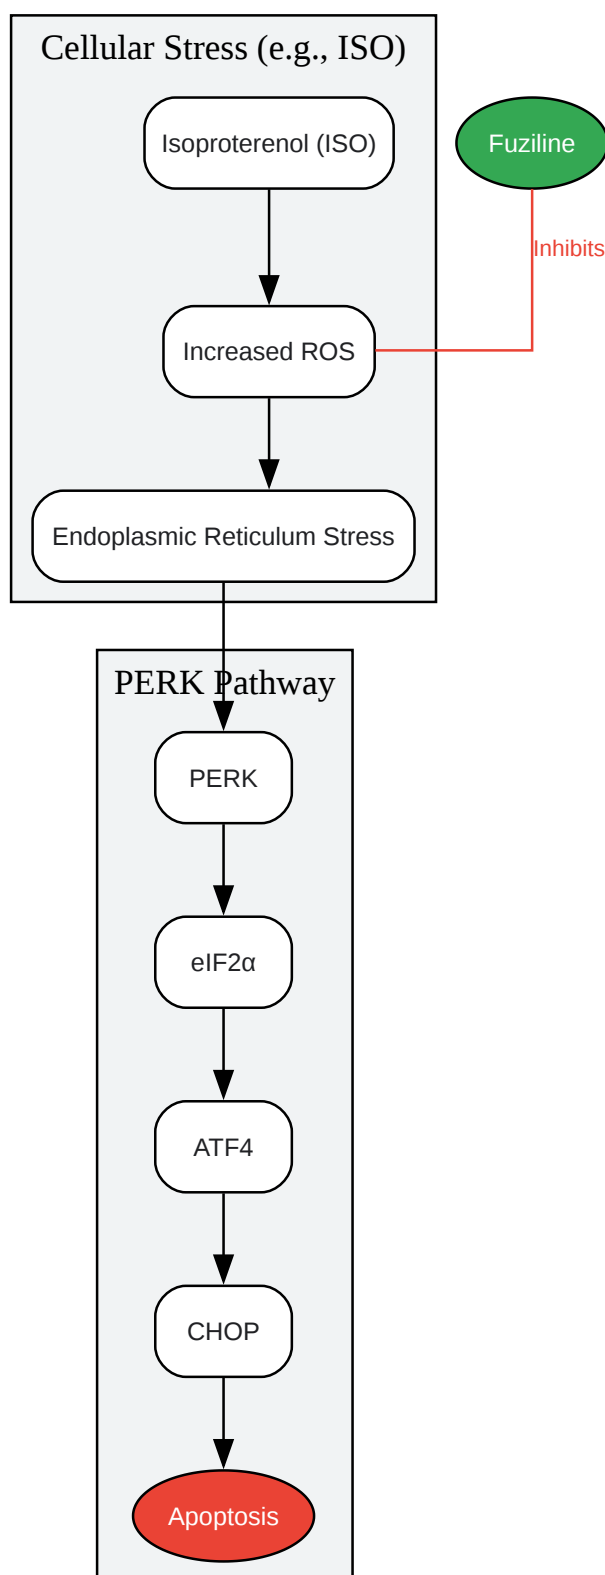 Cellular Stress (e.g., ISO)
Isoproterenol (ISO)
Fuziline
Inhibits
Increased ROS
Endoplasmic Reticulum Stress
PERK Pathway
PERK
eIF2α
ATF4
CHOP
Apoptosis